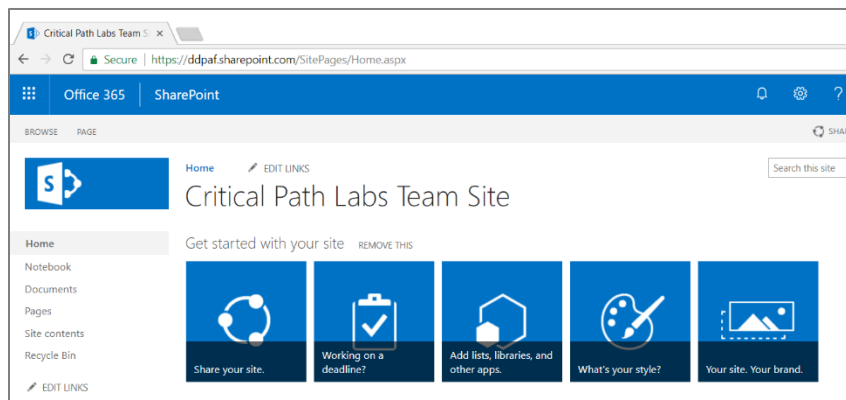 Critical Path Labs Team S
Secure https://ddpaf.sharepoint.com/SitePages/Home.aspx
Office 365 SharePoint ?
BROWSE PAGE SHA
S
Home EDIT LINKS Search this site
Critical Path Labs Team Site
Home
Notebook
Documents
Pages
Site contents
Recycle Bin
EDIT LINKS
Get started with your site REMOVE THIS
Share your site.
Working on a
deadline?
Add lists, libraries, and
other apps.
What's your style?
Your site. Your brand.